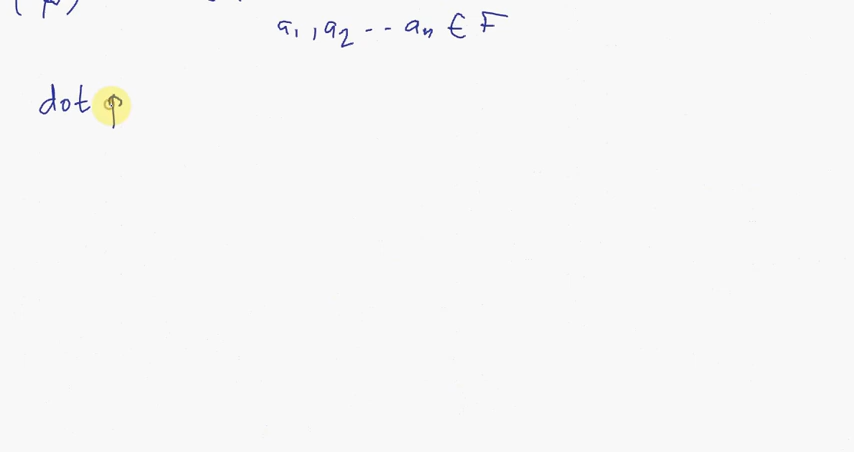 a₁, a₂ -- aₙ ∈ F
dot p